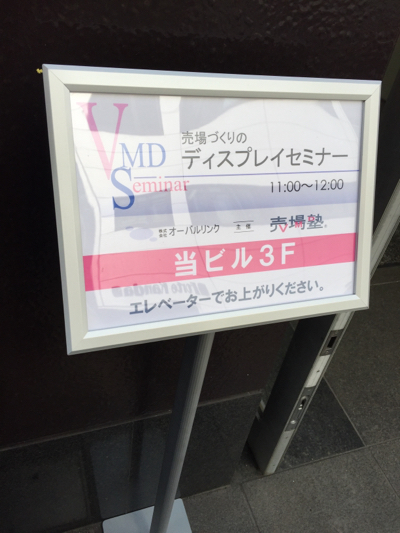 VMD Seminar
売場づくりの
ディスプレイセミナー
11:00～12:00
株式会社 オーバルリンク 主催 売場塾
当ビル3F
エレベーターでお上がりください。